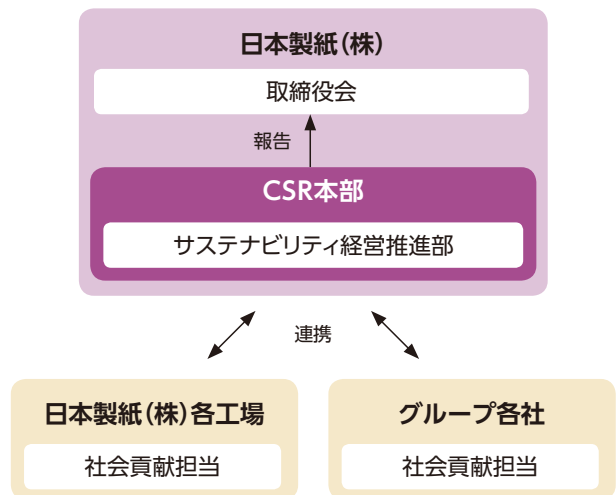 日本製紙(株)
取締役会
報告
CSR本部
サステナビリティ経営推進部
連携
日本製紙(株)各工場
社会貢献担当
グループ各社
社会貢献担当